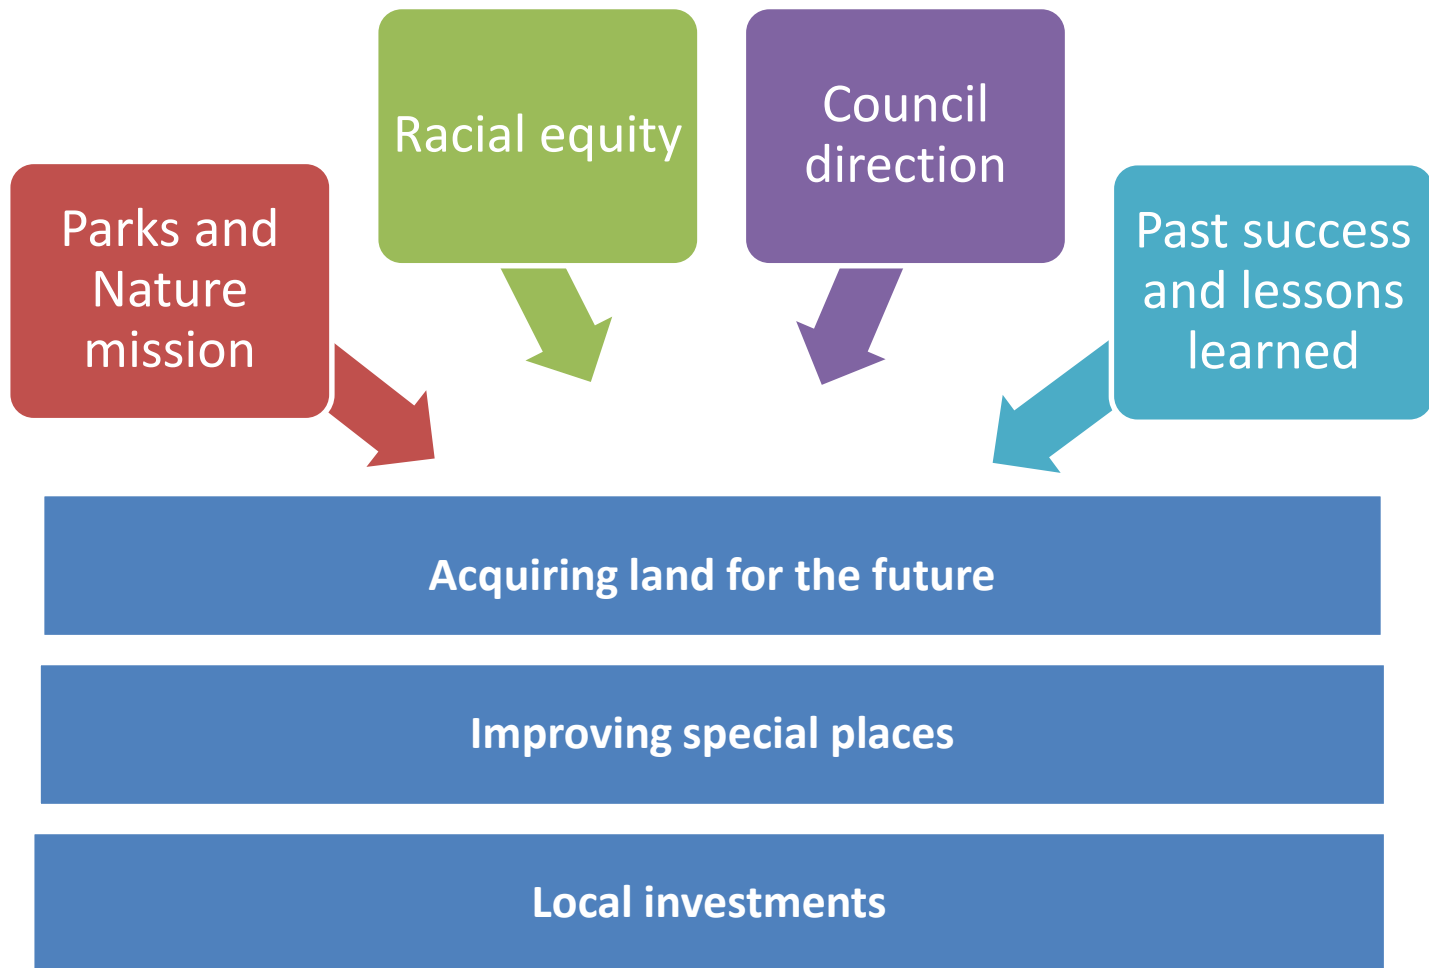 Parks and
Nature
mission
Racial equity
Council
direction
Past success
and lessons
learned
Acquiring land for the future
Improving special places
Local investments